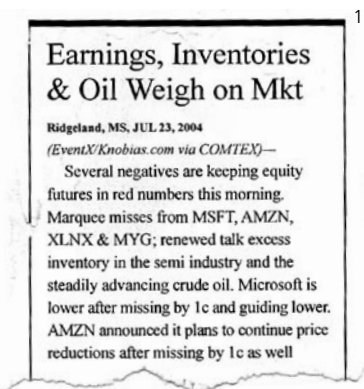 1
Earnings, Inventories
& Oil Weigh on Mkt
Ridgeland, MS, JUL 23, 2004
(EventX/Knobias.com via COMTEX)—
Several negatives are keeping equity
futures in red numbers this morning.
Marquee misses from MSFT, AMZN,
XLNX & MYG; renewed talk excess
inventory in the semi industry and the
steadily advancing crude oil. Microsoft is
lower after missing by 1c and guiding lower.
AMZN announced it plans to continue price
reductions after missing by 1c as well